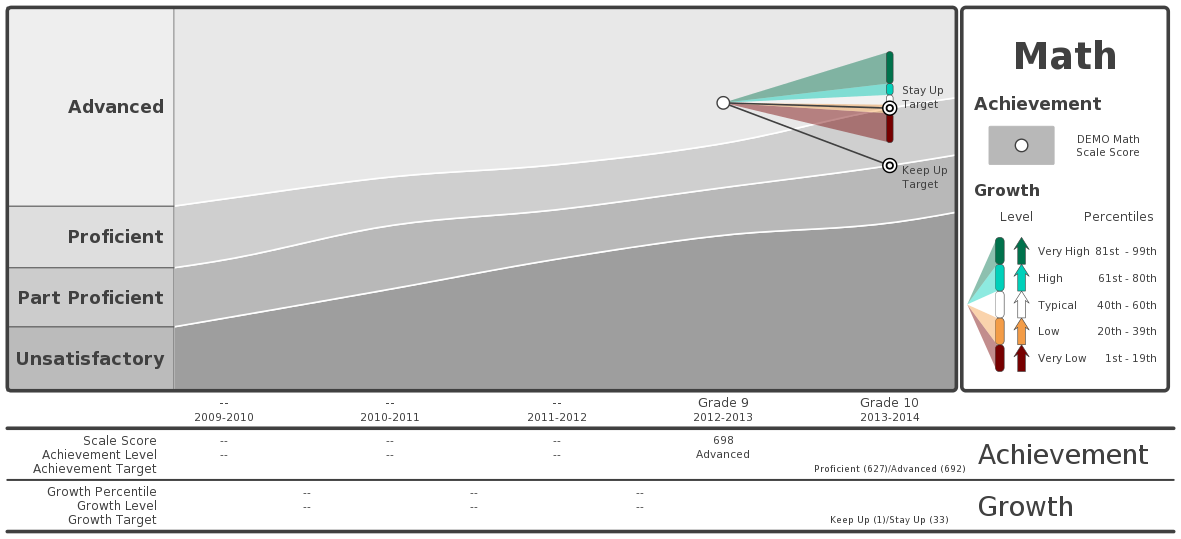 Advanced
Proficient
Part Proficient
Unsatisfactory
Stay Up
Target
Keep Up
Target
Math
Achievement
DEMO Math
Scale Score
Growth
Level Percentiles
Very High 81st - 99th
High 61st - 80th
Typical 40th - 60th
Low 20th - 39th
Very Low 1st - 19th
-- -- -- Grade 9 Grade 10
2009-2010 2010-2011 2011-2012 2012-2013 2013-2014
Scale Score -- -- -- 698
Achievement Level -- -- -- Advanced
Achievement Target Proficient (627)/Advanced (692)
Achievement
Growth Percentile -- -- --
Growth Level -- -- --
Growth Target Keep Up (1)/Stay Up (33)
Growth